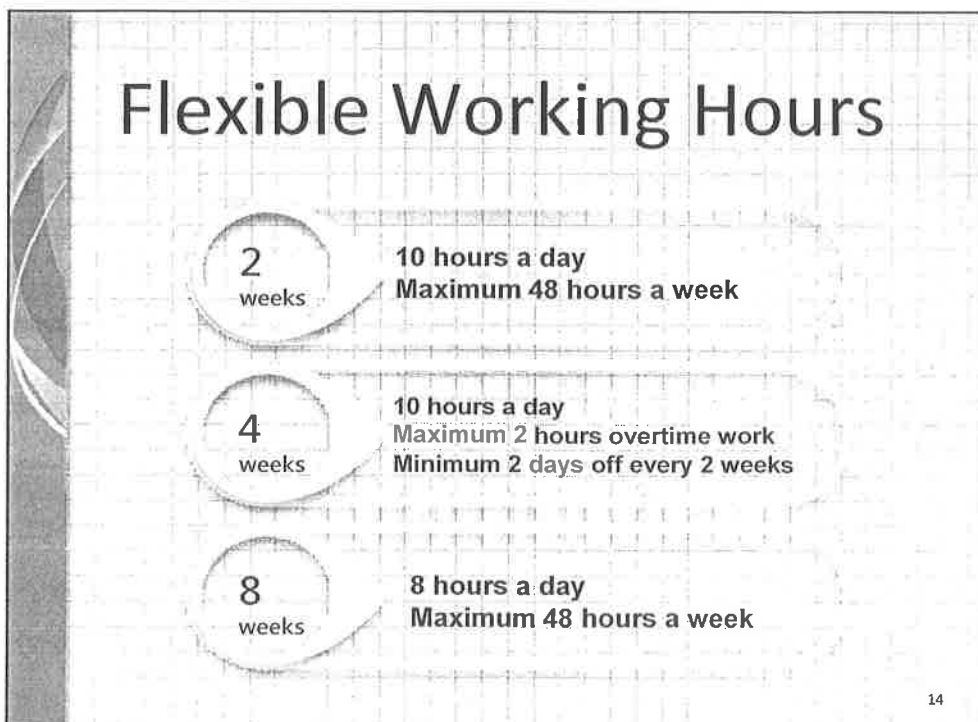 Flexible Working Hours
2
weeks
10 hours a day
Maximum 48 hours a week
4
weeks
10 hours a day
Maximum 2 hours overtime work
Minimum 2 days off every 2 weeks
8
weeks
8 hours a day
Maximum 48 hours a week
14